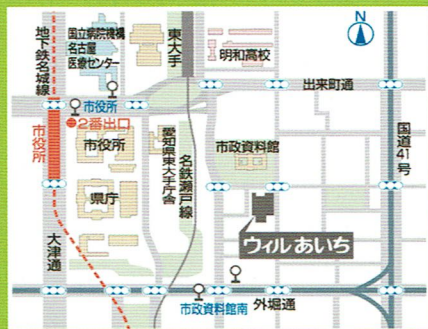 地下鉄名城線
国立病院機構
名古屋
医療センター
東大手
明和高校
N
出来町通
市役所
2番出口
市役所
市役所
愛知県東大手庁舎
名鉄瀬戸線
市政資料館
国道41号
県庁
大津通
ウィルあいち
市政資料館南
外堀通